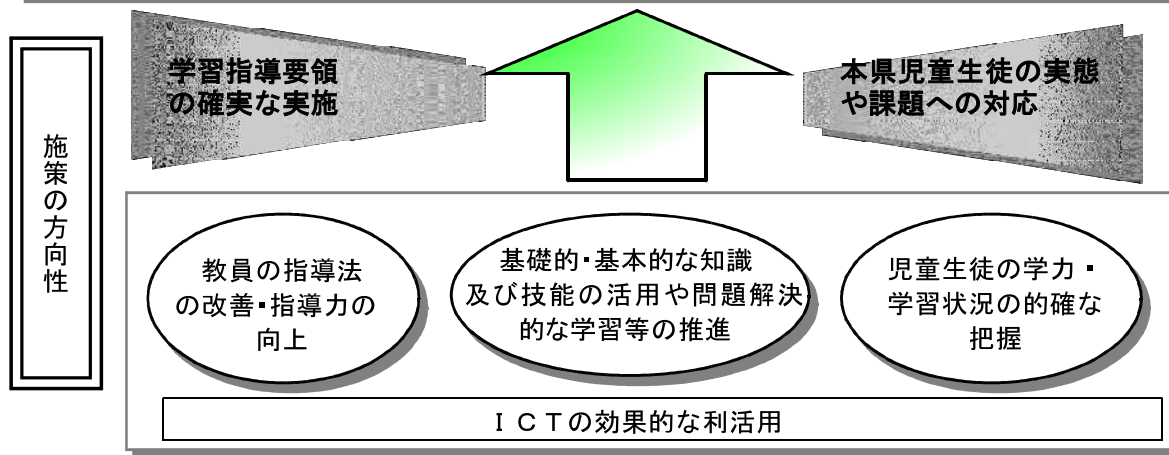 学習指導要領
の確実な実施
本県児童生徒の実態
や課題への対応
施策の方向性
教員の指導法
の改善・指導力の
向上
基礎的・基本的な知識
及び技能の活用や問題解決
的な学習等の推進
児童生徒の学力・
学習状況の的確な
把握
ＩＣＴの効果的な利活用